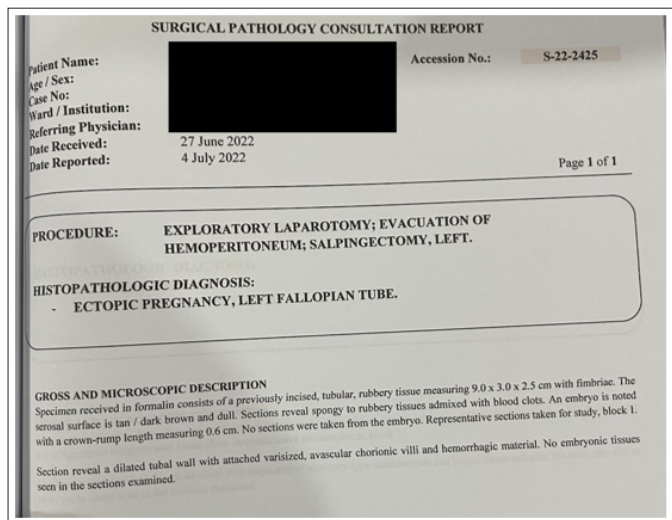 SURGICAL PATHOLOGY CONSULTATION REPORT
Patient Name:
Accession No.: S-22-2425
Age / Sex:
Case No:
Ward / Institution:
Referring Physician:
Date Received: 27 June 2022
Date Reported: 4 July 2022
Page 1 of 1
PROCEDURE: EXPLORATORY LAPAROTOMY; EVACUATION OF
HEMOPERITONEUM; SALPINGECTOMY, LEFT.
HISTOPATHOLOGIC DIAGNOSIS:
- ECTOPIC PREGNANCY, LEFT FALLOPIAN TUBE.
GROSS AND MICROSCOPIC DESCRIPTION
Specimen received in formalin consists of a previously incised, tubular, rubbery tissue measuring 9.0 x 3.0 x 2.5 cm with fimbriae. The
serosal surface is tan / dark brown and dull. Sections reveal spongy to rubbery tissues admixed with blood clots. An embryo is noted
with a crown-rump length measuring 0.6 cm. No sections were taken from the embryo. Representative sections taken for study, block 1.
Section reveal a dilated tubal wall with attached varisized, avascular chorionic villi and hemorrhagic material. No embryonic tissues
seen in the sections examined.